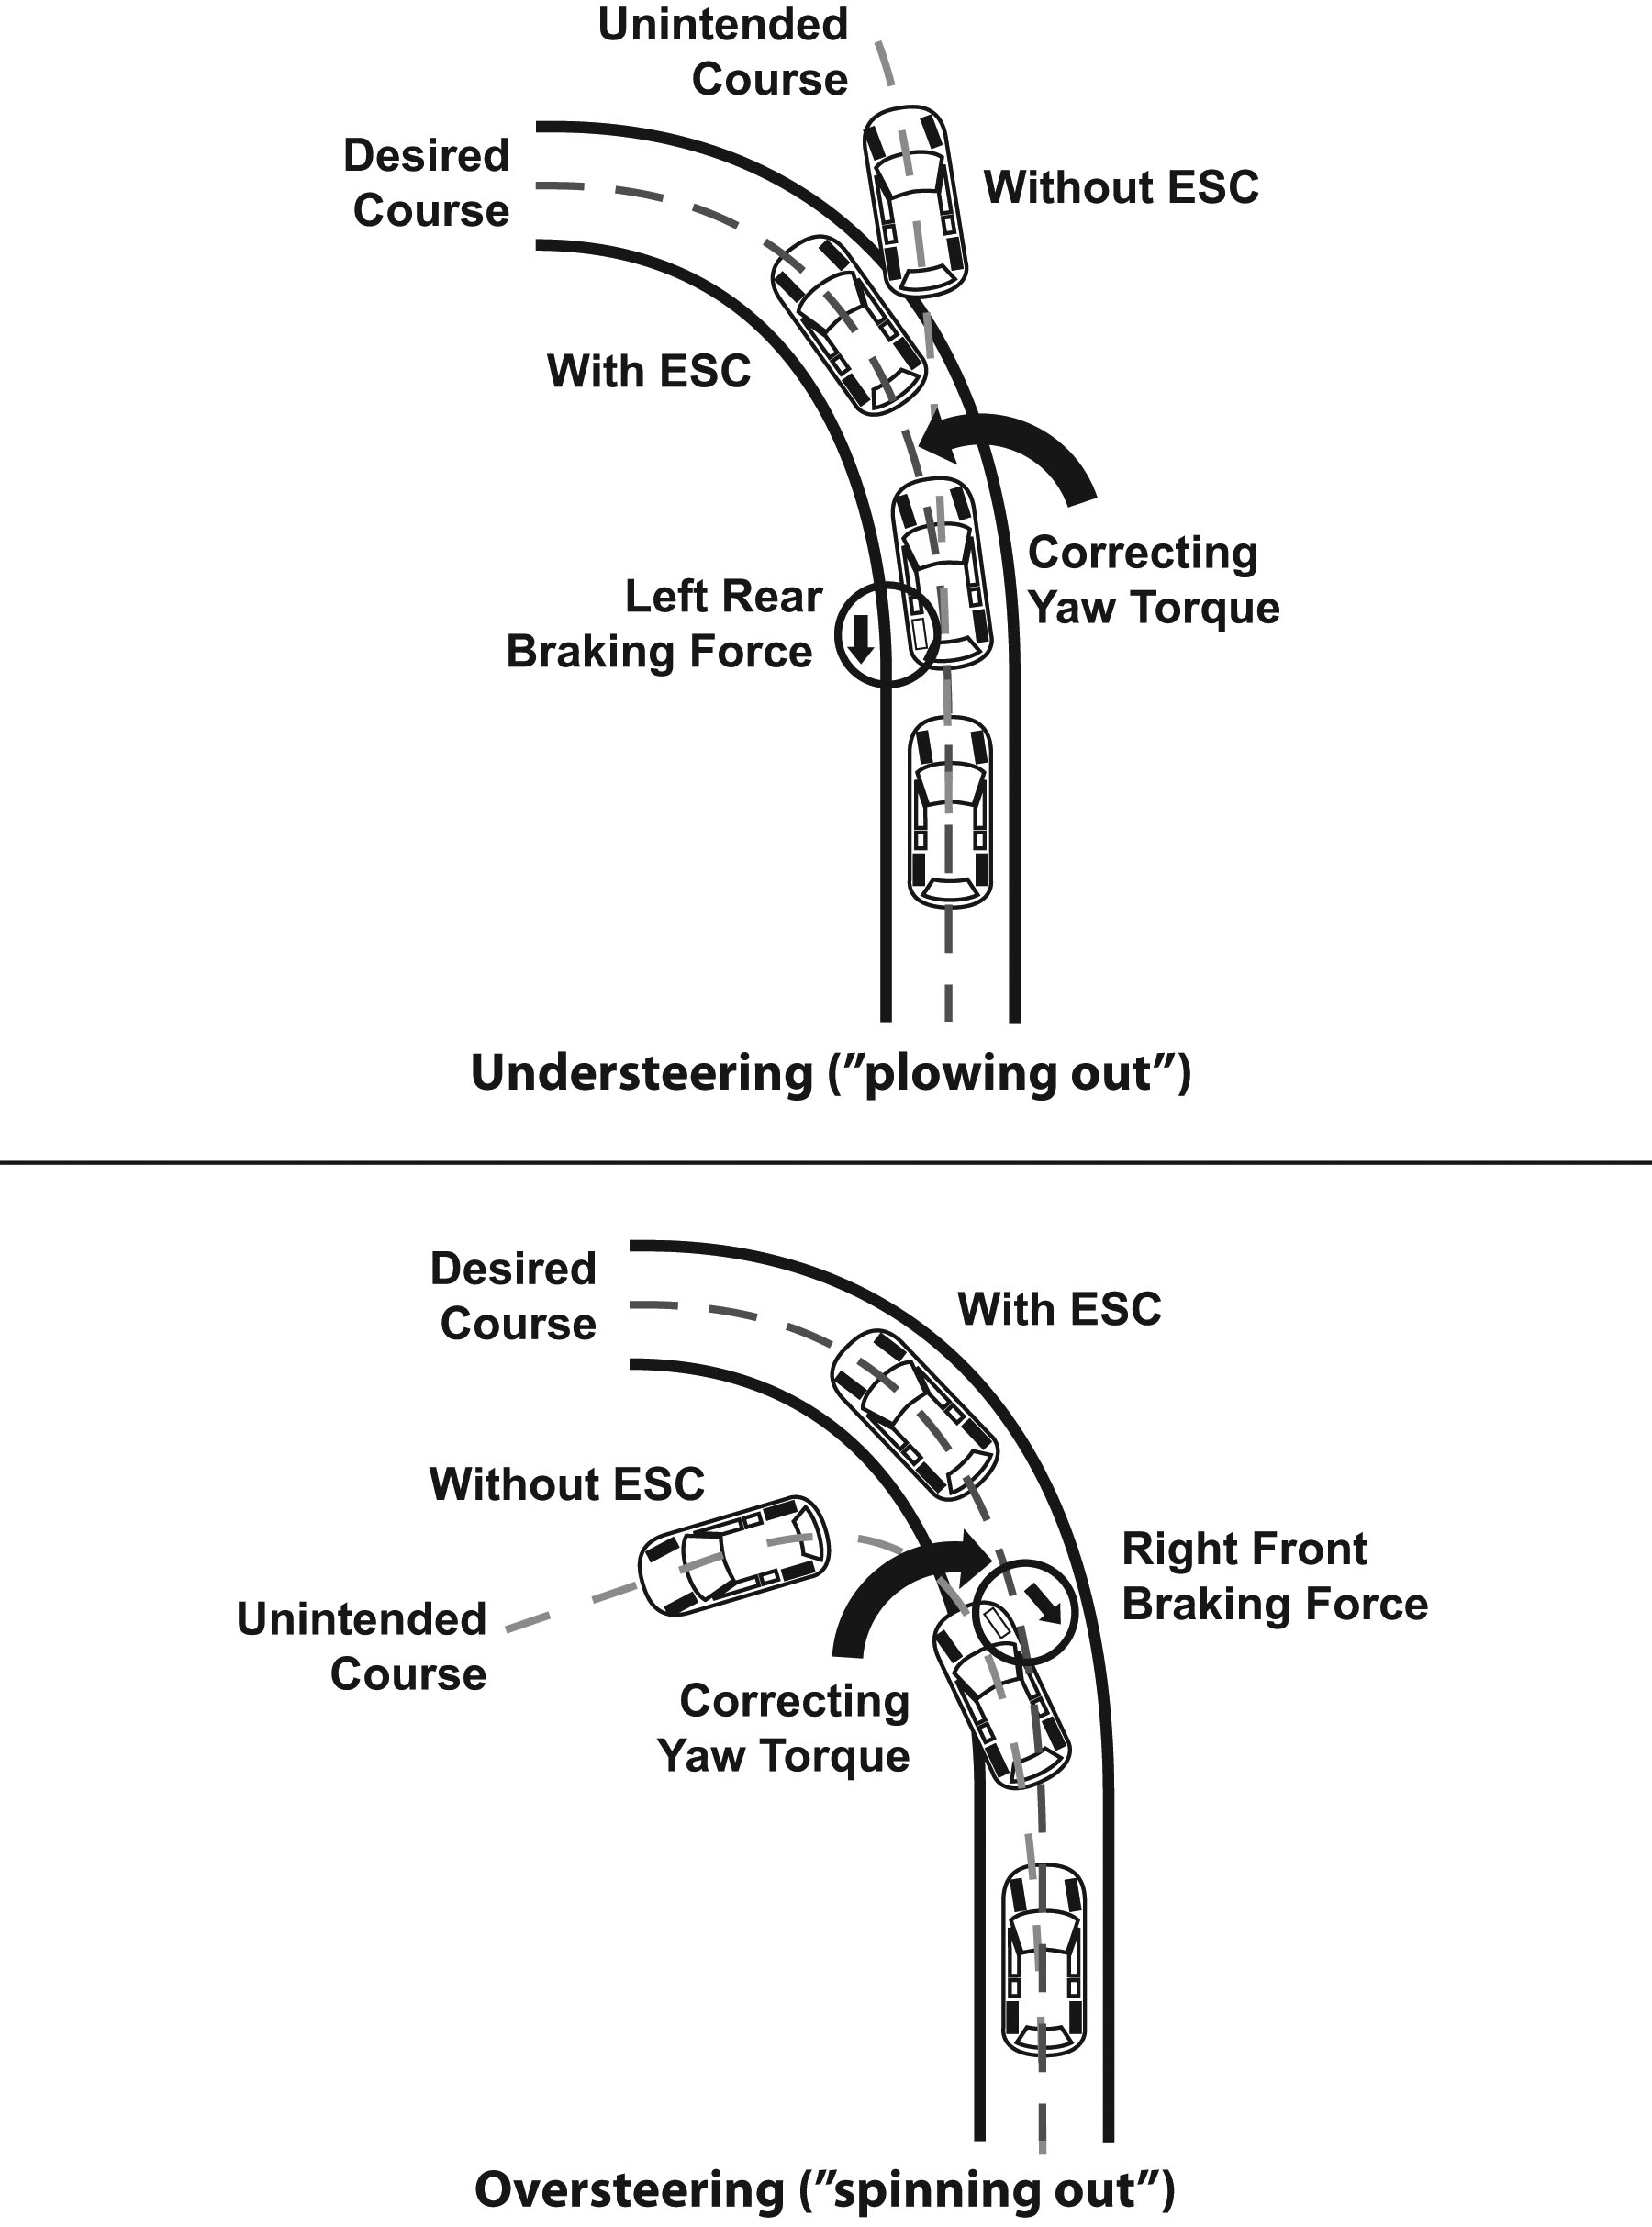 Unintended
Course
Desired
Course
Without ESC
With ESC
Correcting
Yaw Torque
Left Rear
Braking Force
Understeering (″plowing out″)
Desired
Course
With ESC
Without ESC
Right Front
Braking Force
Unintended
Course
Correcting
Yaw Torque
Oversteering (″spinning out″)